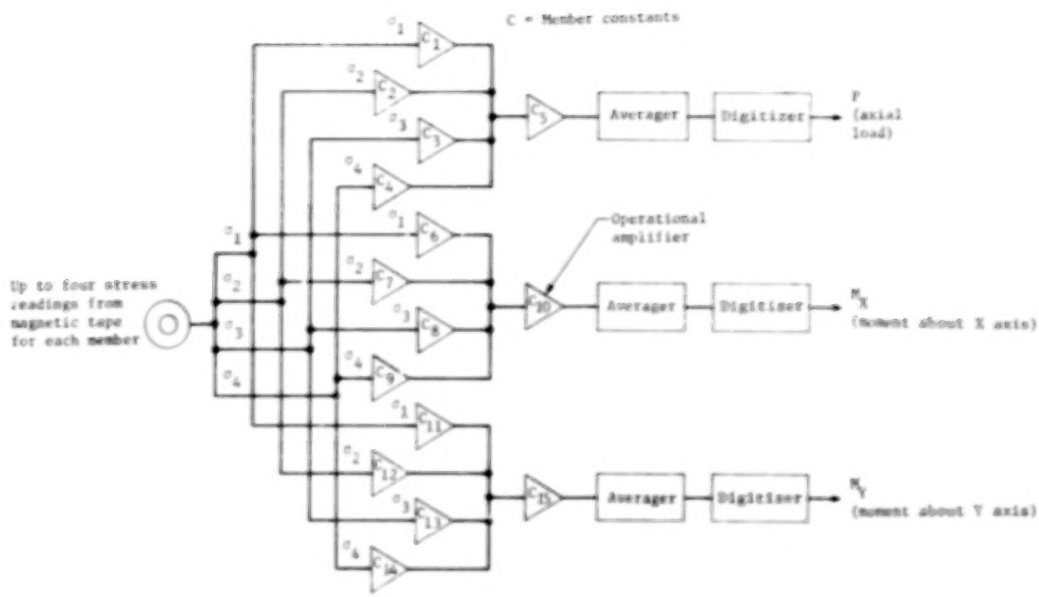 C = Member constants
σ1
C1
σ2
C2
σ3
C3
σ4
C4
C5
Averager
Digitizer
P
(axial
load)
Up to four stress
readings from
magnetic tape
for each member
σ1
σ2
σ3
σ4
σ1
C6
σ2
C7
σ3
C8
σ4
C9
Operational
amplifier
C10
Averager
Digitiser
MX
(moment about X axis)
σ1
C11
σ2
C12
σ3
C13
σ4
C14
C15
Averager
Digitiser
MY
(moment about Y axis)